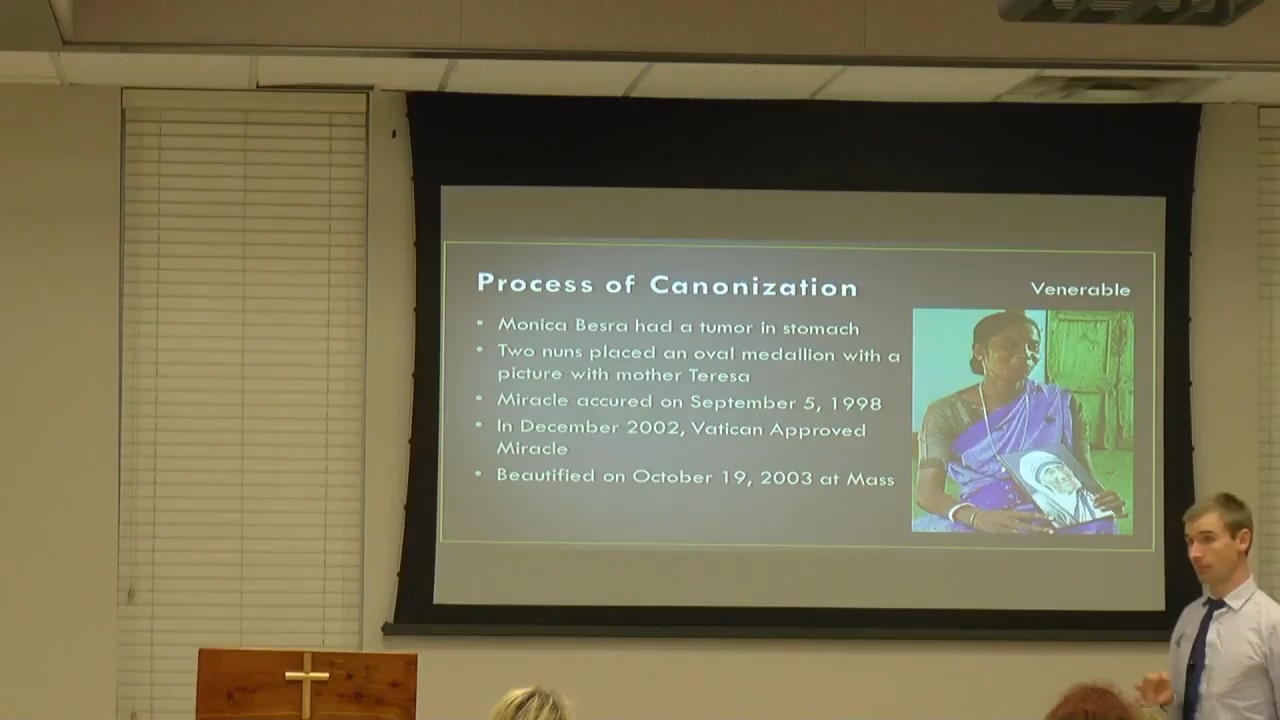 Process of Canonization
Venerable
• Monica Besra had a tumor in stomach
• Two nuns placed an oval medallion with a
picture with mother Teresa
• Miracle accured on September 5, 1998
• In December 2002, Vatican Approved
Miracle
• Beautified on October 19, 2003 at Mass